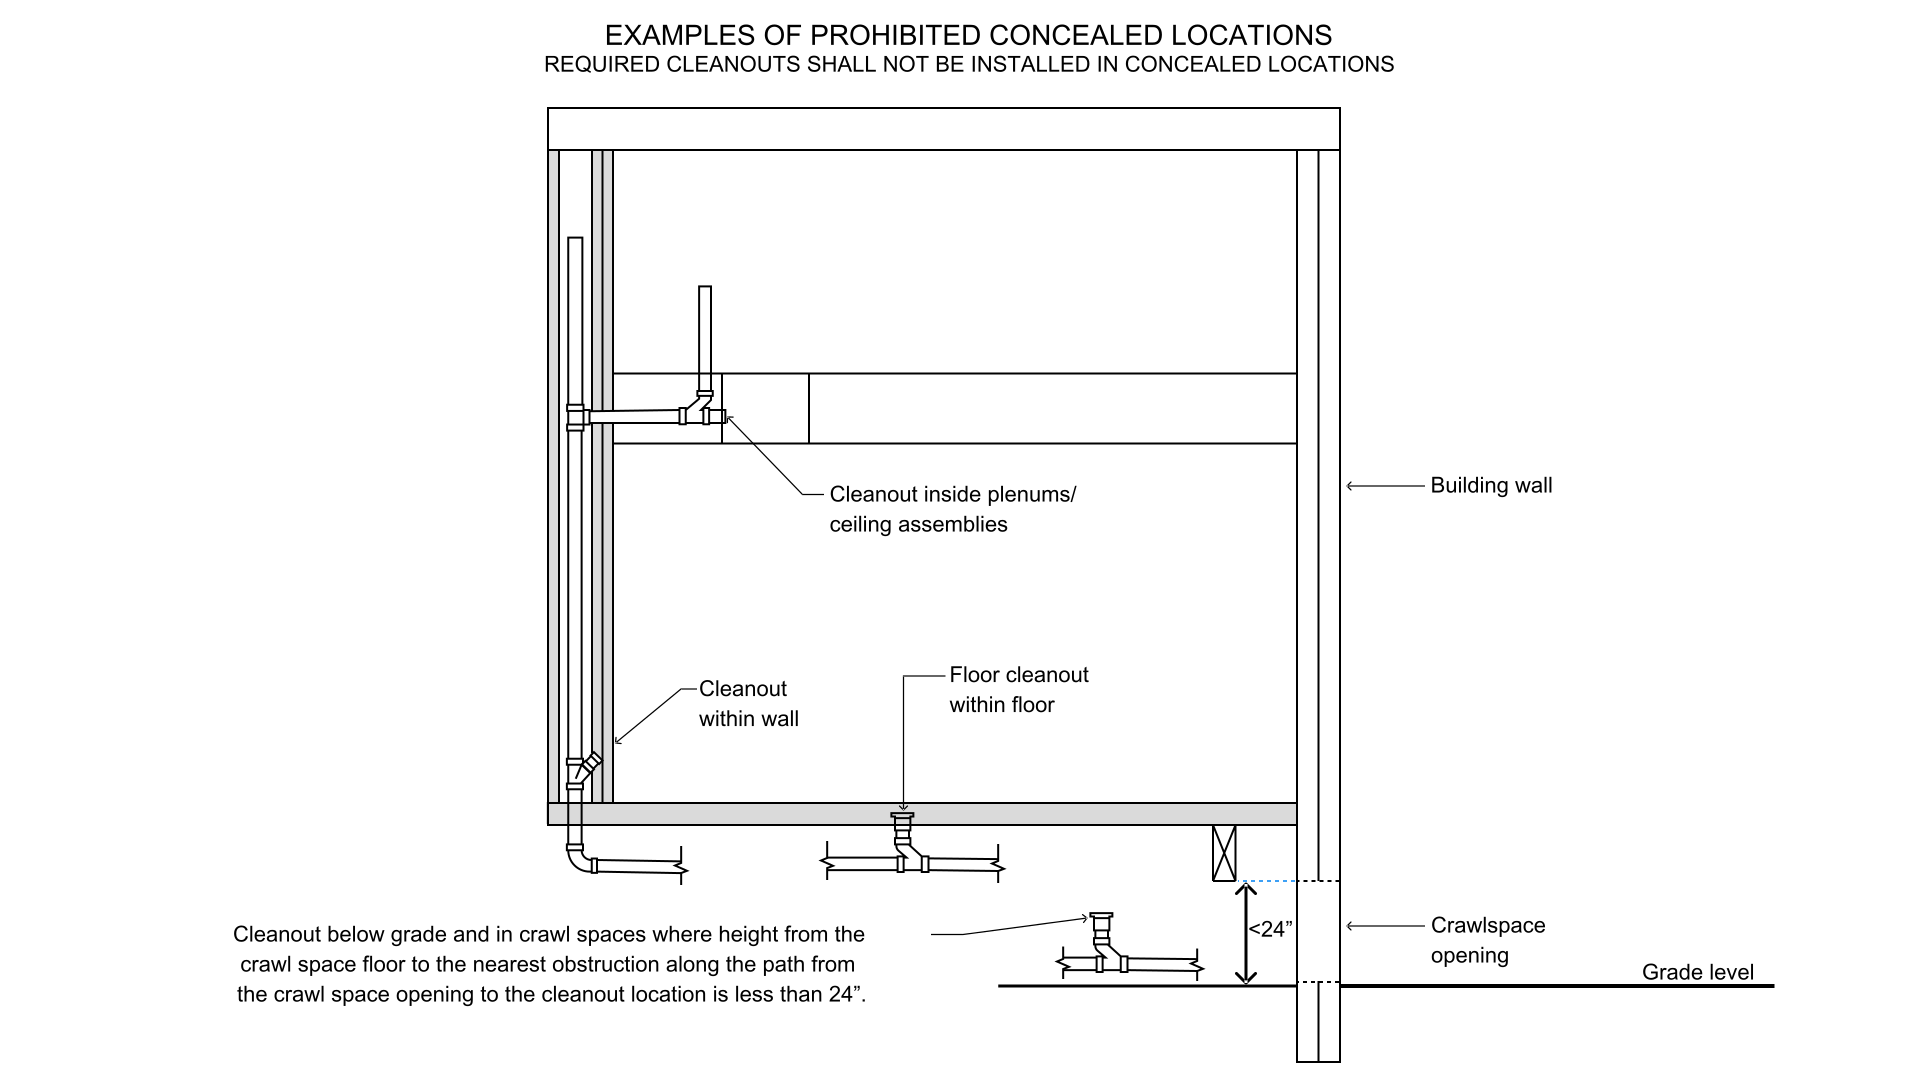 EXAMPLES OF PROHIBITED CONCEALED LOCATIONS
REQUIRED CLEANOUTS SHALL NOT BE INSTALLED IN CONCEALED LOCATIONS
Cleanout inside plenums/
ceiling assemblies
Building wall
Cleanout
within wall
Floor cleanout
within floor
Cleanout below grade and in crawl spaces where height from the
crawl space floor to the nearest obstruction along the path from
the crawl space opening to the cleanout location is less than 24”.
<24”
Crawlspace
opening
Grade level